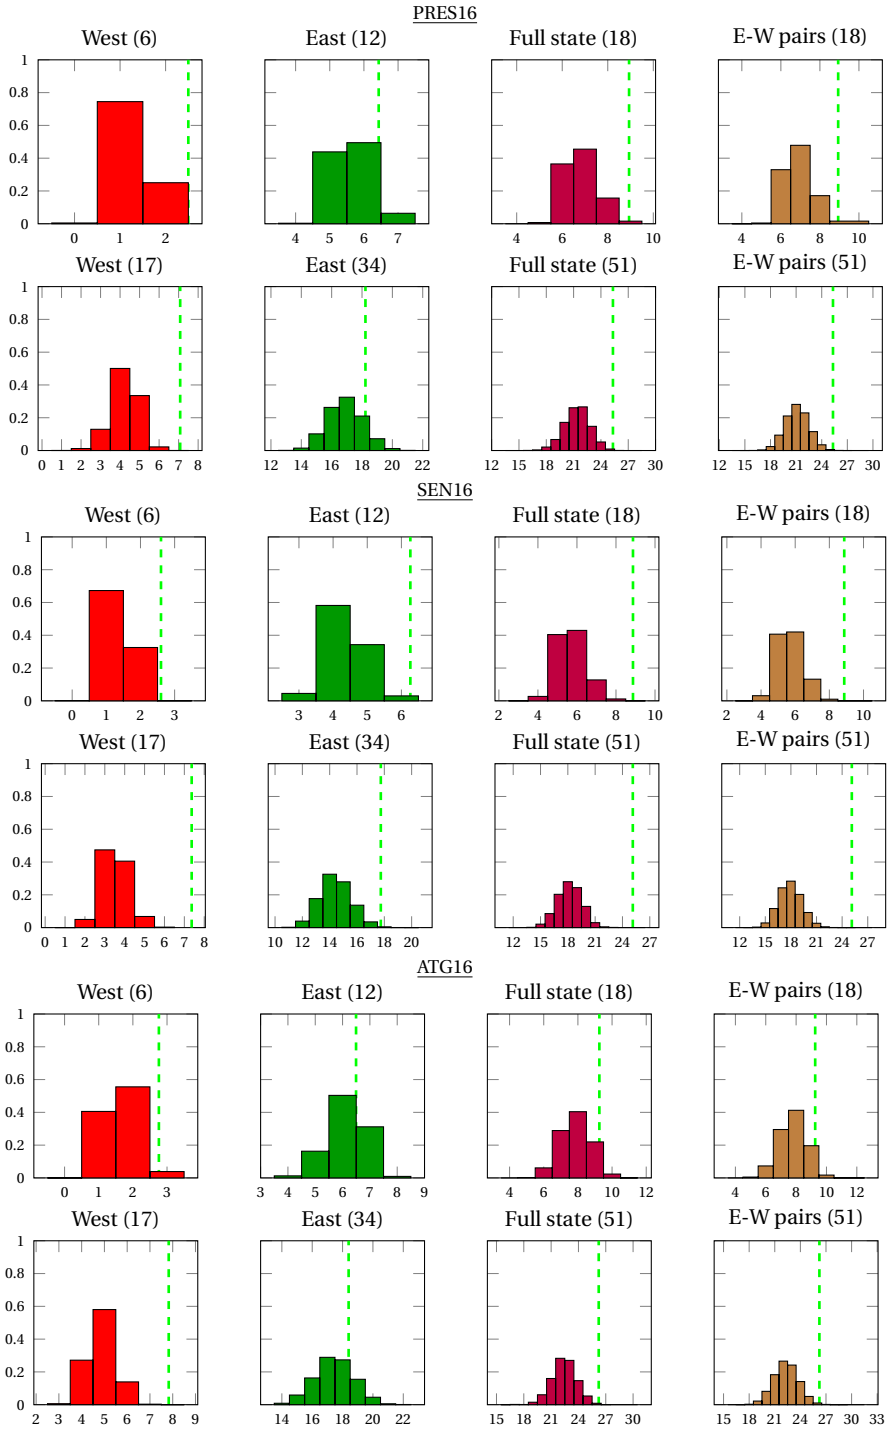 PRES16
West (6) East (12) Full state (18) E-W pairs (18)
1
0.8
0.6
0.4
0.2
0
0 1 2 4 5 6 7 4 6 8 10 4 6 8 10
West (17) East (34) Full state (51) E-W pairs (51)
1
0.8
0.6
0.4
0.2
0
0 1 2 3 4 5 6 7 8 12 14 16 18 20 22 12 15 18 21 24 27 30 12 15 18 21 24 27 30
SEN16
West (6) East (12) Full state (18) E-W pairs (18)
1
0.8
0.6
0.4
0.2
0
0 1 2 3 3 4 5 6 2 4 6 8 10 2 4 6 8 10
West (17) East (34) Full state (51) E-W pairs (51)
1
0.8
0.6
0.4
0.2
0
0 1 2 3 4 5 6 7 8 10 12 14 16 18 20 12 15 18 21 24 27 12 15 18 21 24 27
ATG16
West (6) East (12) Full state (18) E-W pairs (18)
1
0.8
0.6
0.4
0.2
0
0 1 2 3 3 4 5 6 7 8 9 4 6 8 10 12 4 6 8 10 12
West (17) East (34) Full state (51) E-W pairs (51)
1
0.8
0.6
0.4
0.2
0
2 3 4 5 6 7 8 9 14 16 18 20 22 15 18 21 24 27 30 15 18 21 24 27 30 33